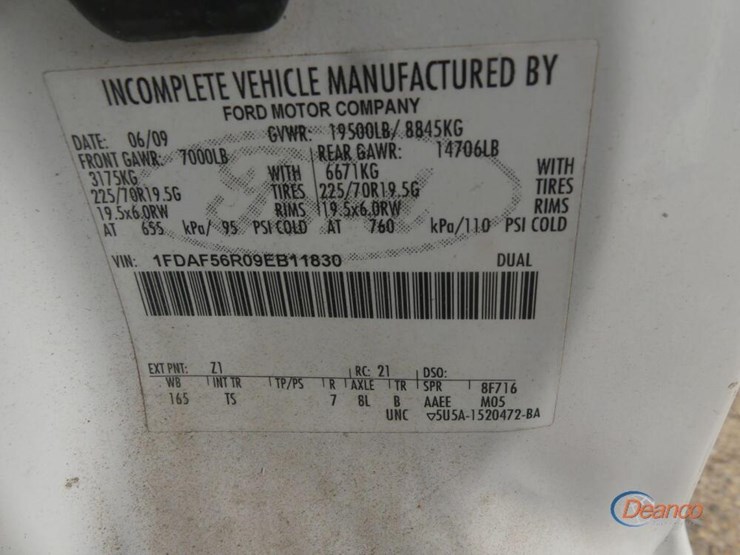 INCOMPLETE VEHICLE MANUFACTURED BY
FORD MOTOR COMPANY
DATE: 06/09 GVWR: 19500LB/ 8845KG
FRONT GAWR: 7000LB REAR GAWR: 14706LB
3175KG WITH 6671KG WITH
225/70R19.5G TIRES 225/70R19.5G TIRES
19.5x6.0RW RIMS 19.5x6.0RW RIMS
AT 655 kPa/ 95 PSI COLD AT 760 kPa/110 PSI COLD
VIN: 1FDAF56R09EB11830 DUAL
EXT PNT: Z1 RC: 21 DSO:
WB INT TR TP/PS R AXLE TR SPR 8F716
165 TS 7 8L B AAEE M05
UNC ▽5U5A-1520472-BA
Deanco